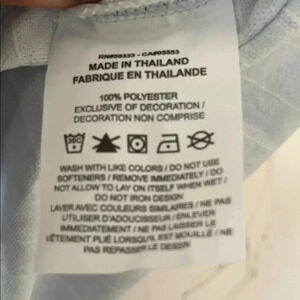 RN#56323 - CA#05553
MADE IN THAILAND
FABRIQUE EN THAILANDE
100% POLYESTER
EXCLUSIVE OF DECORATION /
DECORATION NON COMPRISE
WASH WITH LIKE COLORS / DO NOT USE
SOFTENERS / REMOVE IMMEDIATELY / DO
NOT ALLOW TO LAY ON ITSELF WHEN WET /
DO NOT IRON DESIGN
LAVER AVEC COULEURS SIMILAIRES / NE PAS
UTILISER D'ADOUCISSEUR / ENLEVER
IMMÉDIATEMENT / NE PAS LAISSER LE
VÊTEMENT PLIÉ LORSQU'IL EST MOUILLÉ / NE
PAS REPASSER LE DESSIN